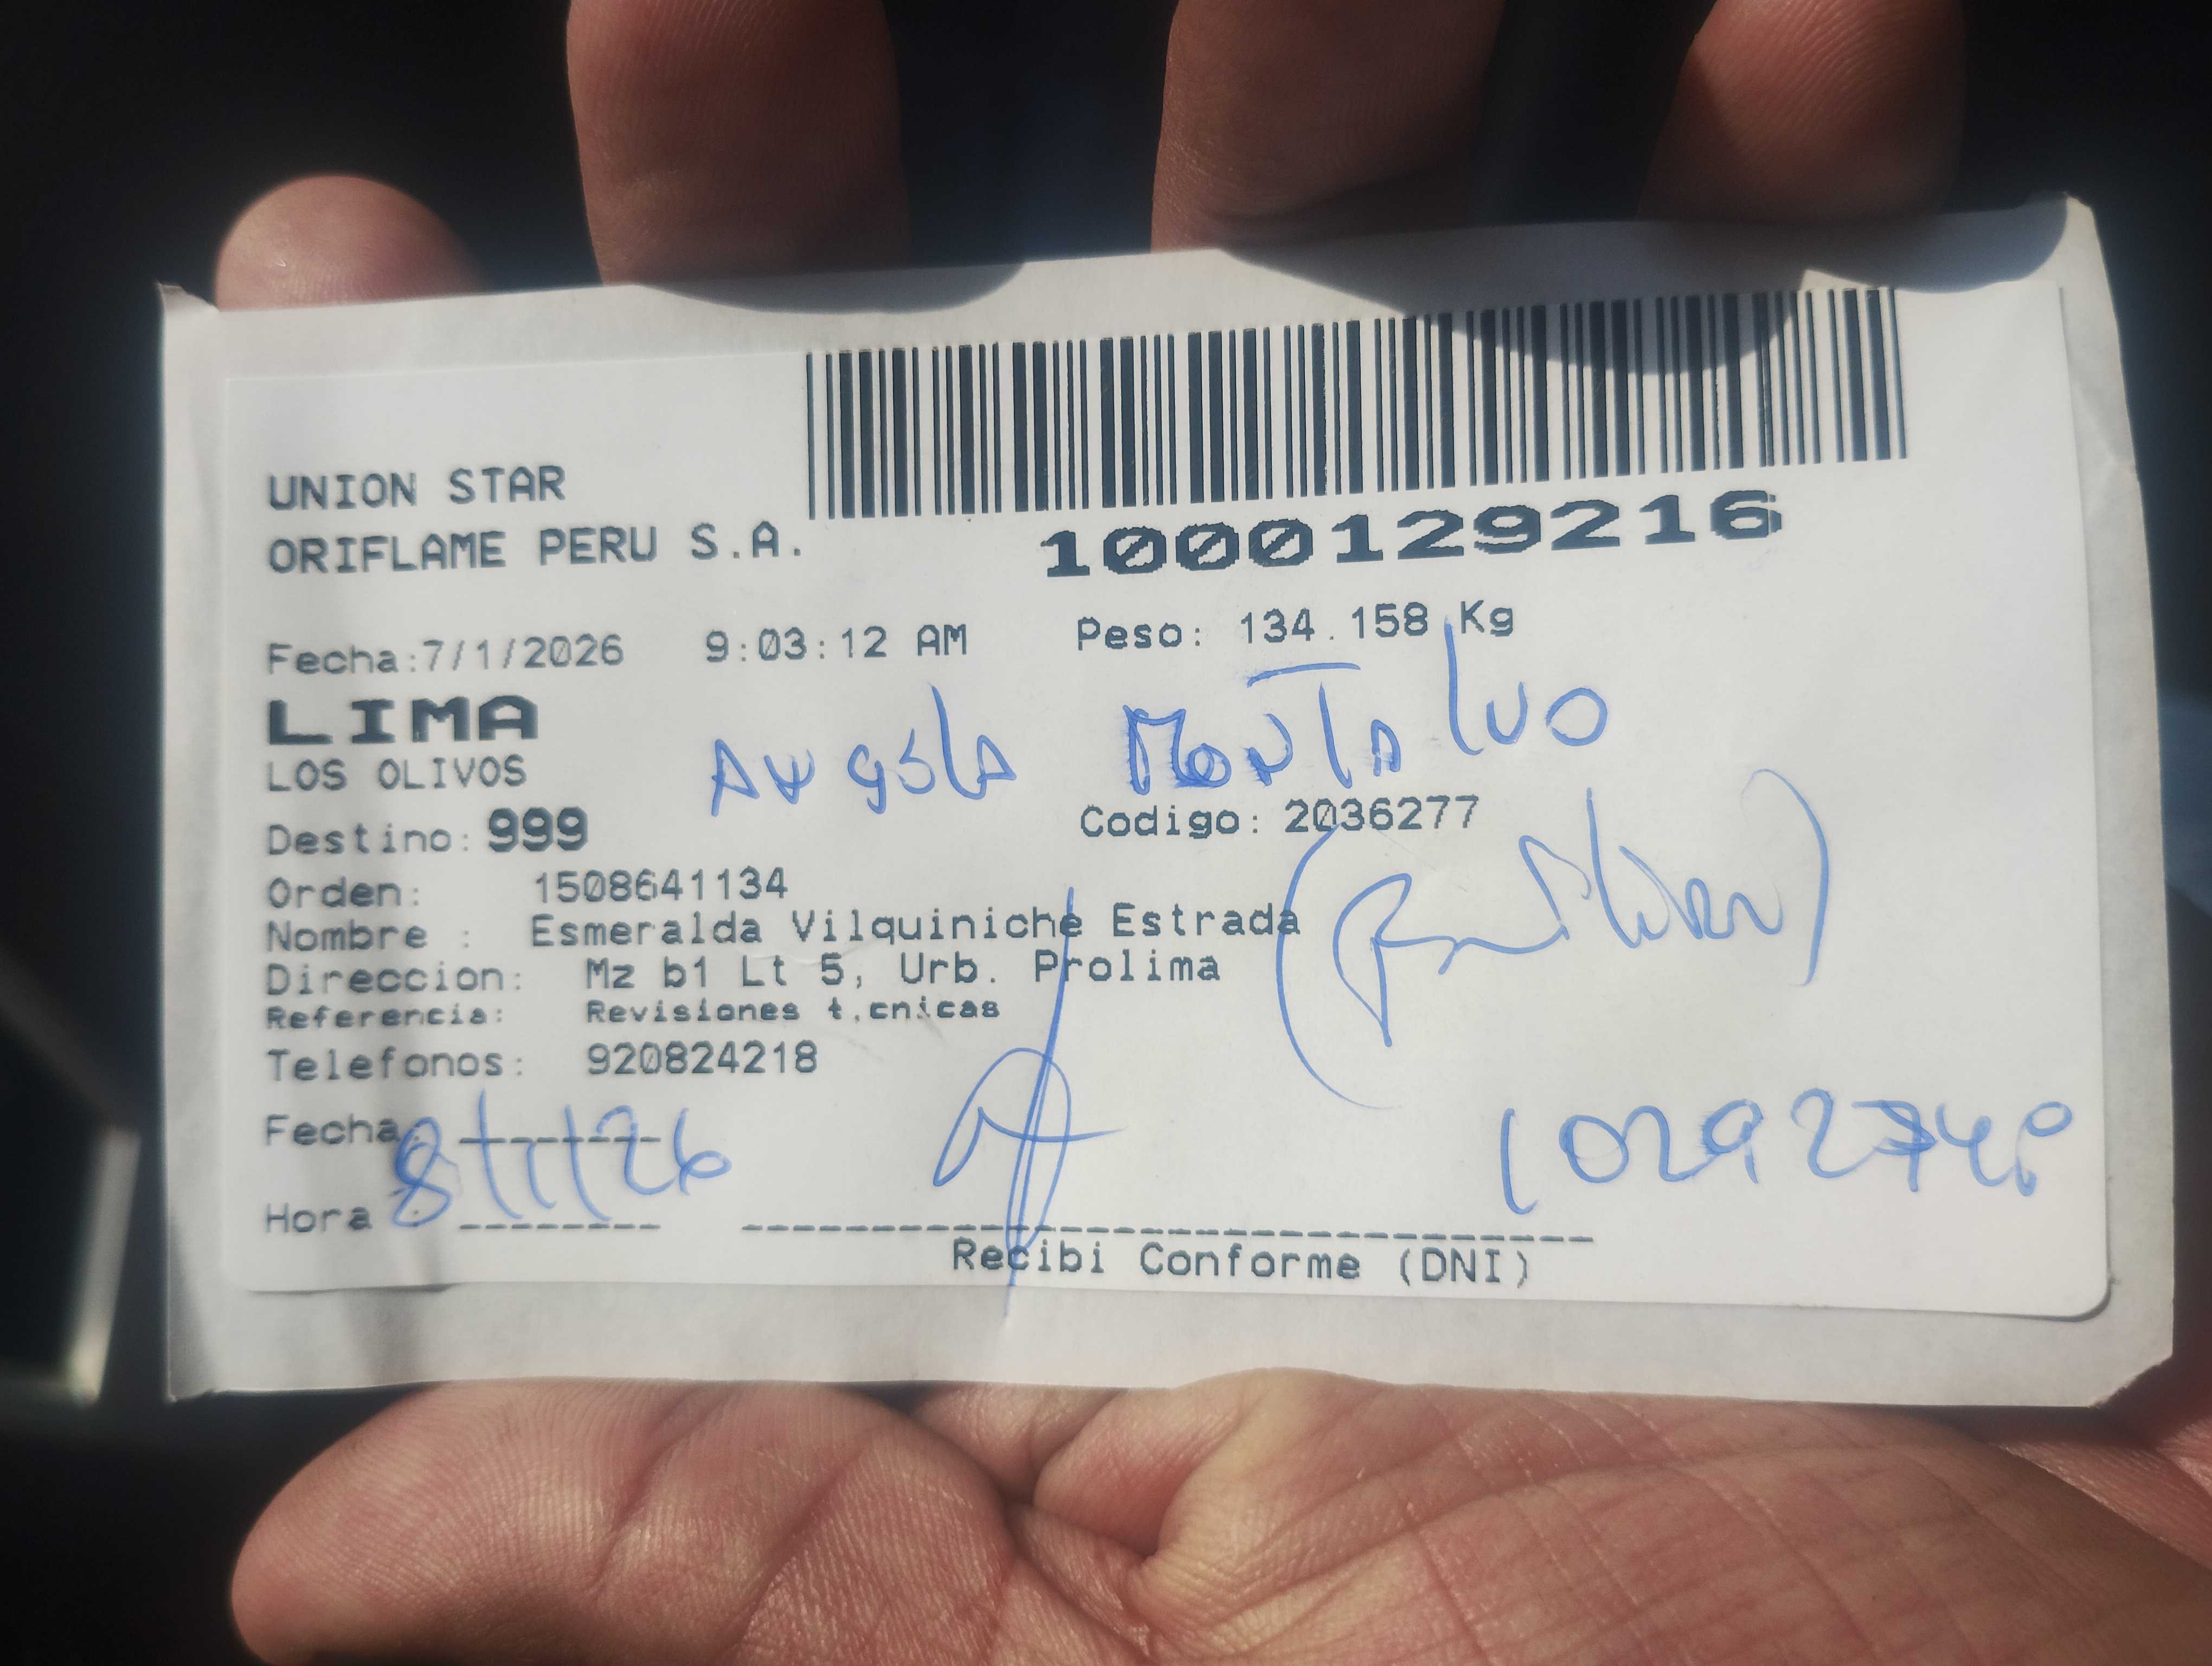 UNION STAR
ORIFLAME PERU S.A.
1000129216
Fecha:7/1/2026 9:03:12 AM Peso: 134.158 Kg
LIMA
LOS OLIVOS
Montalvo
Destino: 999 Codigo: 2036277
Orden: 1508641134
Nombre : Esmeralda Vilquiniche Estrada
Direccion: Mz b1 Lt 5, Urb. Prolima
Referencia: Revisiones t,cnicas
Telefonos: 920824218
Fecha: 8/1/26
Hora :
Recibi Conforme (DNI)